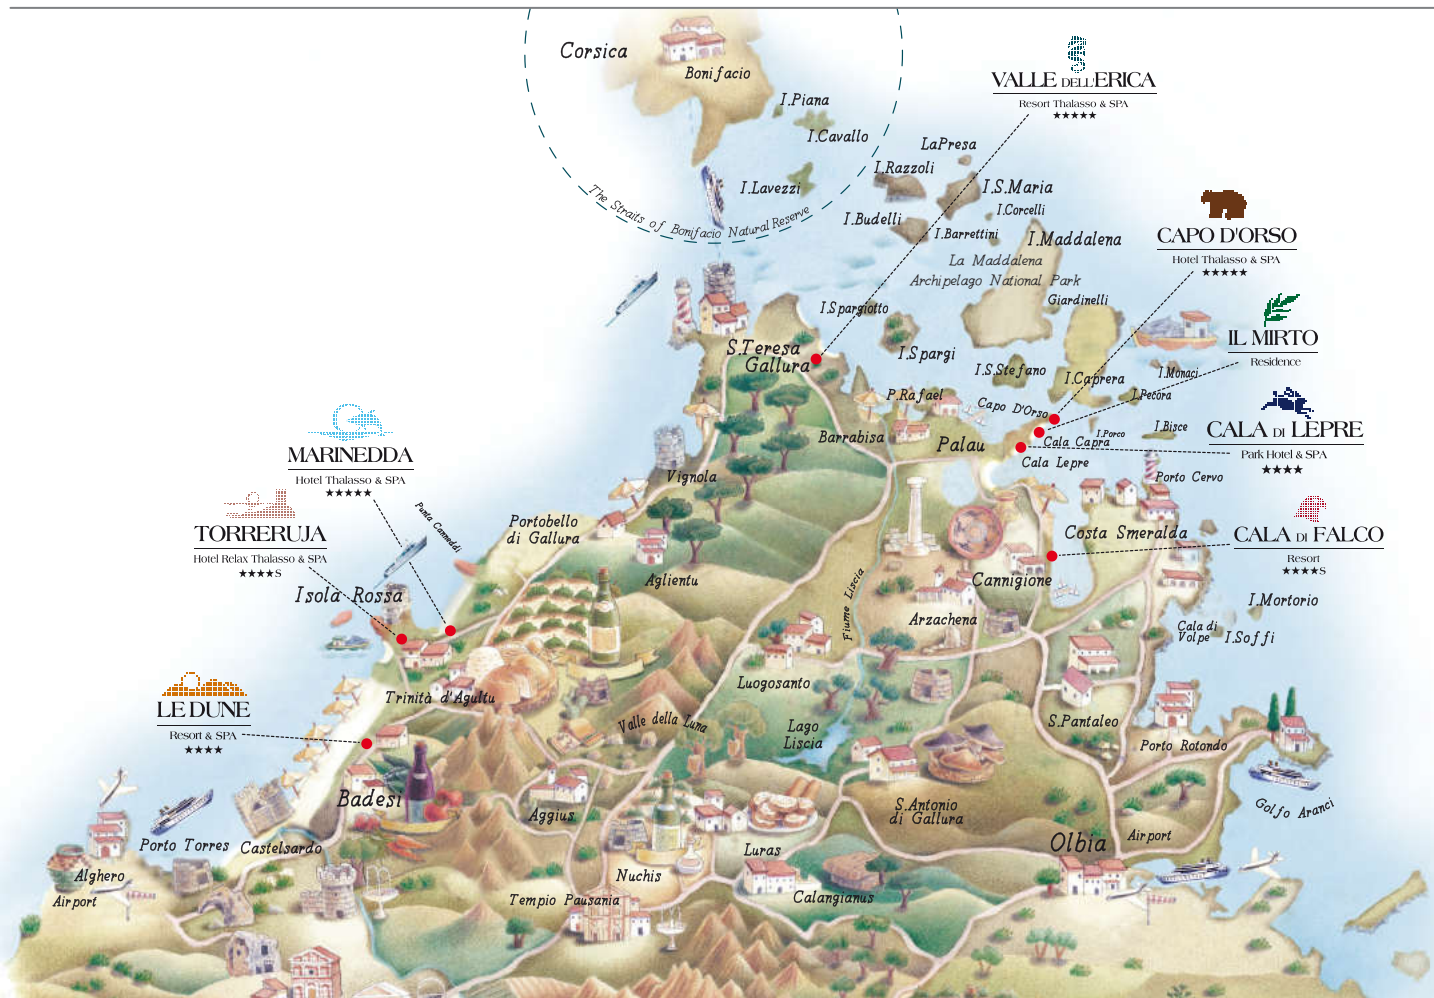 Corsica
Bonifacio
I.Piana
I.Cavallo
I.Lavezzi
The Straits of Bonifacio Natural Reserve
VALLE DELL'ERICA
Resort Thalasso & SPA
★★★★★
LaPresa
I.Razzoli
I.S.Maria
I.Corcelli
I.Budelli
I.Barrettini
I.Maddalena
La Maddalena
Archipelago National Park
Giardinelli
CAPO D'ORSO
Hotel Thalasso & SPA
★★★★★
I.Spargiotto
I.Spargi
I.S.Stefano
I.Caprera
I.Monaci
I.Pecora
IL MIRTO
Residence
S.Teresa
Gallura
P.Rafael
Capo D'Orso
I.Porco
I.Bisce
CALA DI LEPRE
Park Hotel & SPA
★★★★
Barrabisa
Palau
Cala Capra
Cala Lepre
Porto Cervo
MARINEDDA
Hotel Thalasso & SPA
★★★★★
Vignola
TORRERUJA
Hotel Relax Thalasso & SPA
★★★★S
Punta Canneddi
Portobello
di Gallura
Costa Smeralda
CALA DI FALCO
Resort
★★★★S
Isola Rossa
Aglientu
Fiume Liscia
Cannigione
Arzachena
I.Mortorio
Cala di
Volpe
I.Soffi
LE DUNE
Resort & SPA
★★★★
Trinità d'Agultu
Luogosanto
Valle della Luna
Lago
Liscia
S.Pantaleo
Porto Rotondo
Badesi
Aggius
S.Antonio
di Gallura
Golfo Aranci
Porto Torres
Castelsardo
Olbia
Airport
Luras
Alghero
Airport
Nuchis
Tempio Pausania
Calangianus